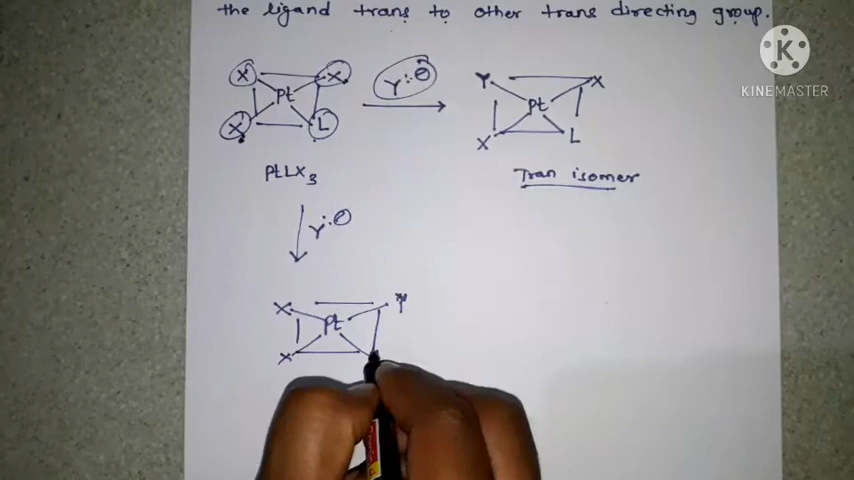 the ligand trans to other trans directing group.
X X Y:⊖ Y X
Pt Pt
X L X L
PtLX₃ Tran isomer
Y:⊖
X Y
Pt
X
K
KINEMASTER